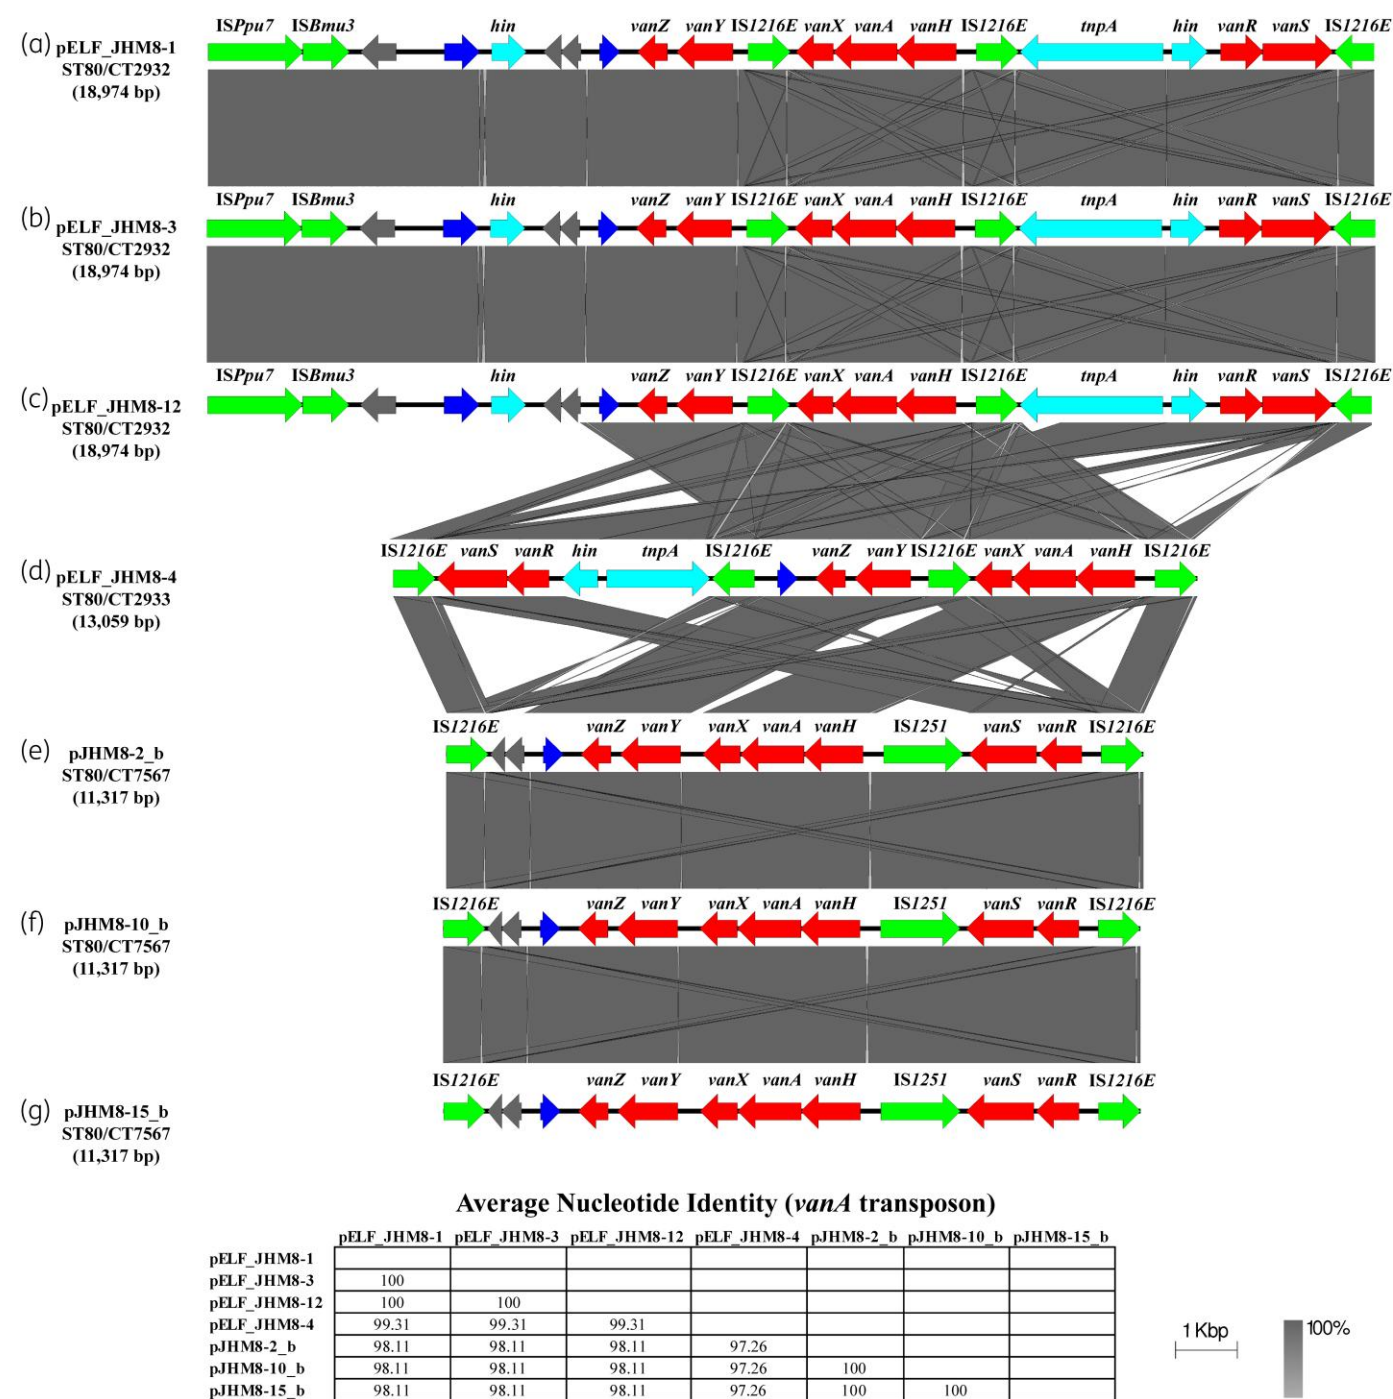 ISPpu7 ISBmu3 hin vanZ vanY IS1216E vanX vanA vanH IS1216E tnpA hin vanR vanS IS1216E
(a) pELF_JHM8-1
ST80/CT2932
(18,974 bp)
ISPpu7 ISBmu3 hin vanZ vanY IS1216E vanX vanA vanH IS1216E tnpA hin vanR vanS IS1216E
(b) pELF_JHM8-3
ST80/CT2932
(18,974 bp)
ISPpu7 ISBmu3 hin vanZ vanY IS1216E vanX vanA vanH IS1216E tnpA hin vanR vanS IS1216E
(c) pELF_JHM8-12
ST80/CT2932
(18,974 bp)
IS1216E vanS vanR hin tnpA IS1216E vanZ vanY IS1216E vanX vanA vanH IS1216E
(d) pELF_JHM8-4
ST80/CT2933
(13,059 bp)
IS1216E vanZ vanY vanX vanA vanH IS1251 vanS vanR IS1216E
(e) pJHM8-2_b
ST80/CT7567
(11,317 bp)
IS1216E vanZ vanY vanX vanA vanH IS1251 vanS vanR IS1216E
(f) pJHM8-10_b
ST80/CT7567
(11,317 bp)
IS1216E vanZ vanY vanX vanA vanH IS1251 vanS vanR IS1216E
(g) pJHM8-15_b
ST80/CT7567
(11,317 bp)
Average Nucleotide Identity (vanA transposon)
pELF_JHM8-1 pELF_JHM8-3 pELF_JHM8-12 pELF_JHM8-4 pJHM8-2_b pJHM8-10_b pJHM8-15_b
pELF_JHM8-1
pELF_JHM8-3 100
pELF_JHM8-12 100 100
pELF_JHM8-4 99.31 99.31 99.31
pJHM8-2_b 98.11 98.11 98.11 97.26
pJHM8-10_b 98.11 98.11 98.11 97.26 100
pJHM8-15_b 98.11 98.11 98.11 97.26 100 100
1 Kbp
100%